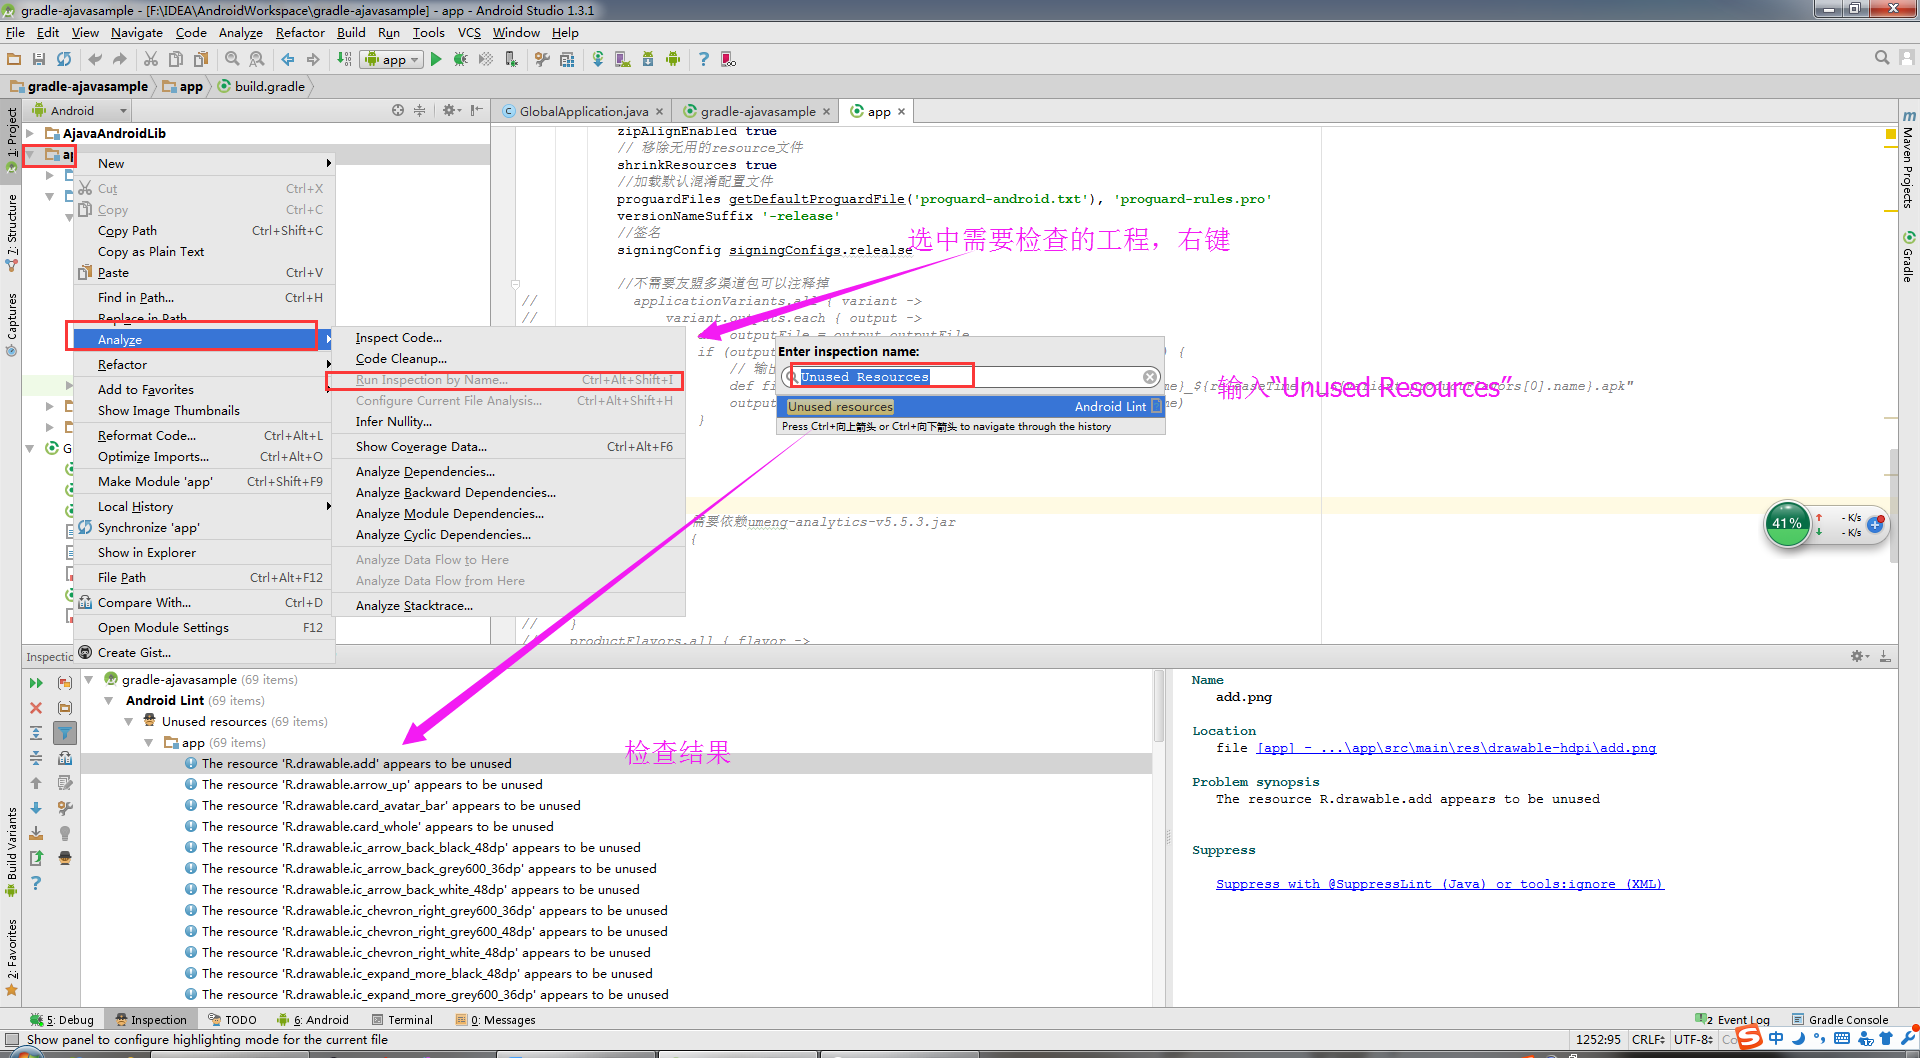 gradle-ajavasample - [F:\IDEA\AndroidWorkspace\gradle-ajavasample] - app - Android Studio 1.3.1
File Edit View Navigate Code Analyze Refactor Build Run Tools VCS Window Help
app
gradle-ajavasample app build.gradle
Android
GlobalApplication.java gradle-ajavasample app
1: Project
7: Structure
Captures
Build Variants
2: Favorites
Maven Projects
Gradle
AjavaAndroidLib
New
Cut Ctrl+X
Copy Ctrl+C
Copy Path Ctrl+Shift+C
Copy as Plain Text
Paste Ctrl+V
Find in Path... Ctrl+H
Replace in Path
Analyze
Refactor
Add to Favorites
Show Image Thumbnails
Reformat Code... Ctrl+Alt+L
Optimize Imports... Ctrl+Alt+O
Make Module 'app' Ctrl+Shift+F9
Local History
Synchronize 'app'
Show in Explorer
File Path Ctrl+Alt+F12
Compare With... Ctrl+D
Open Module Settings F12
Create Gist...
Inspect Code...
Code Cleanup...
Run Inspection by Name... Ctrl+Alt+Shift+I
Configure Current File Analysis... Ctrl+Alt+Shift+H
Infer Nullity...
Show Coverage Data... Ctrl+Alt+F6
Analyze Dependencies...
Analyze Backward Dependencies...
Analyze Module Dependencies...
Analyze Cyclic Dependencies...
Analyze Data Flow to Here
Analyze Data Flow from Here
Analyze Stacktrace...
zipAlignEnabled true
// 移除无用的resource文件
shrinkResources true
//加载默认混淆配置文件
proguardFiles getDefaultProguardFile('proguard-android.txt'), 'proguard-rules.pro'
versionNameSuffix '-release'
//签名
signingConfig signingConfigs.relealse
选中需要检查的工程，右键
//不需要友盟多渠道包可以注释掉
// applicationVariants.all { variant ->
// variant.outputs.each { output ->
outputFile = output.outputFile
if (outpu ) {
// 输出
def fi
outpu
}
Enter inspection name:
Unused Resources
Unused resources Android Lint
Press Ctrl+向上箭头 or Ctrl+向下箭头 to navigate through the history
输入“Unused Resources”
需要依赖umeng-analytics-v5.5.3.jar
{
// }
// productFlavors.all { flavor ->
41% - K/s
- K/s
gradle-ajavasample (69 items)
Android Lint (69 items)
Unused resources (69 items)
app (69 items)
检查结果
The resource 'R.drawable.add' appears to be unused
The resource 'R.drawable.arrow_up' appears to be unused
The resource 'R.drawable.card_avatar_bar' appears to be unused
The resource 'R.drawable.card_whole' appears to be unused
The resource 'R.drawable.ic_arrow_back_black_48dp' appears to be unused
The resource 'R.drawable.ic_arrow_back_grey600_36dp' appears to be unused
The resource 'R.drawable.ic_arrow_back_white_48dp' appears to be unused
The resource 'R.drawable.ic_chevron_right_grey600_36dp' appears to be unused
The resource 'R.drawable.ic_chevron_right_grey600_48dp' appears to be unused
The resource 'R.drawable.ic_chevron_right_white_48dp' appears to be unused
The resource 'R.drawable.ic_expand_more_black_48dp' appears to be unused
The resource 'R.drawable.ic_expand_more_grey600_36dp' appears to be unused
Name
add.png
Location
file [app] - ...\app\src\main\res\drawable-hdpi\add.png
Problem synopsis
The resource R.drawable.add appears to be unused
Suppress
Suppress with @SuppressLint (Java) or tools:ignore (XML)
5: Debug Inspection TODO 6: Android Terminal 0: Messages 2 Event Log Gradle Console
Show panel to configure highlighting mode for the current file 1252:95 CRLF UTF-8 中